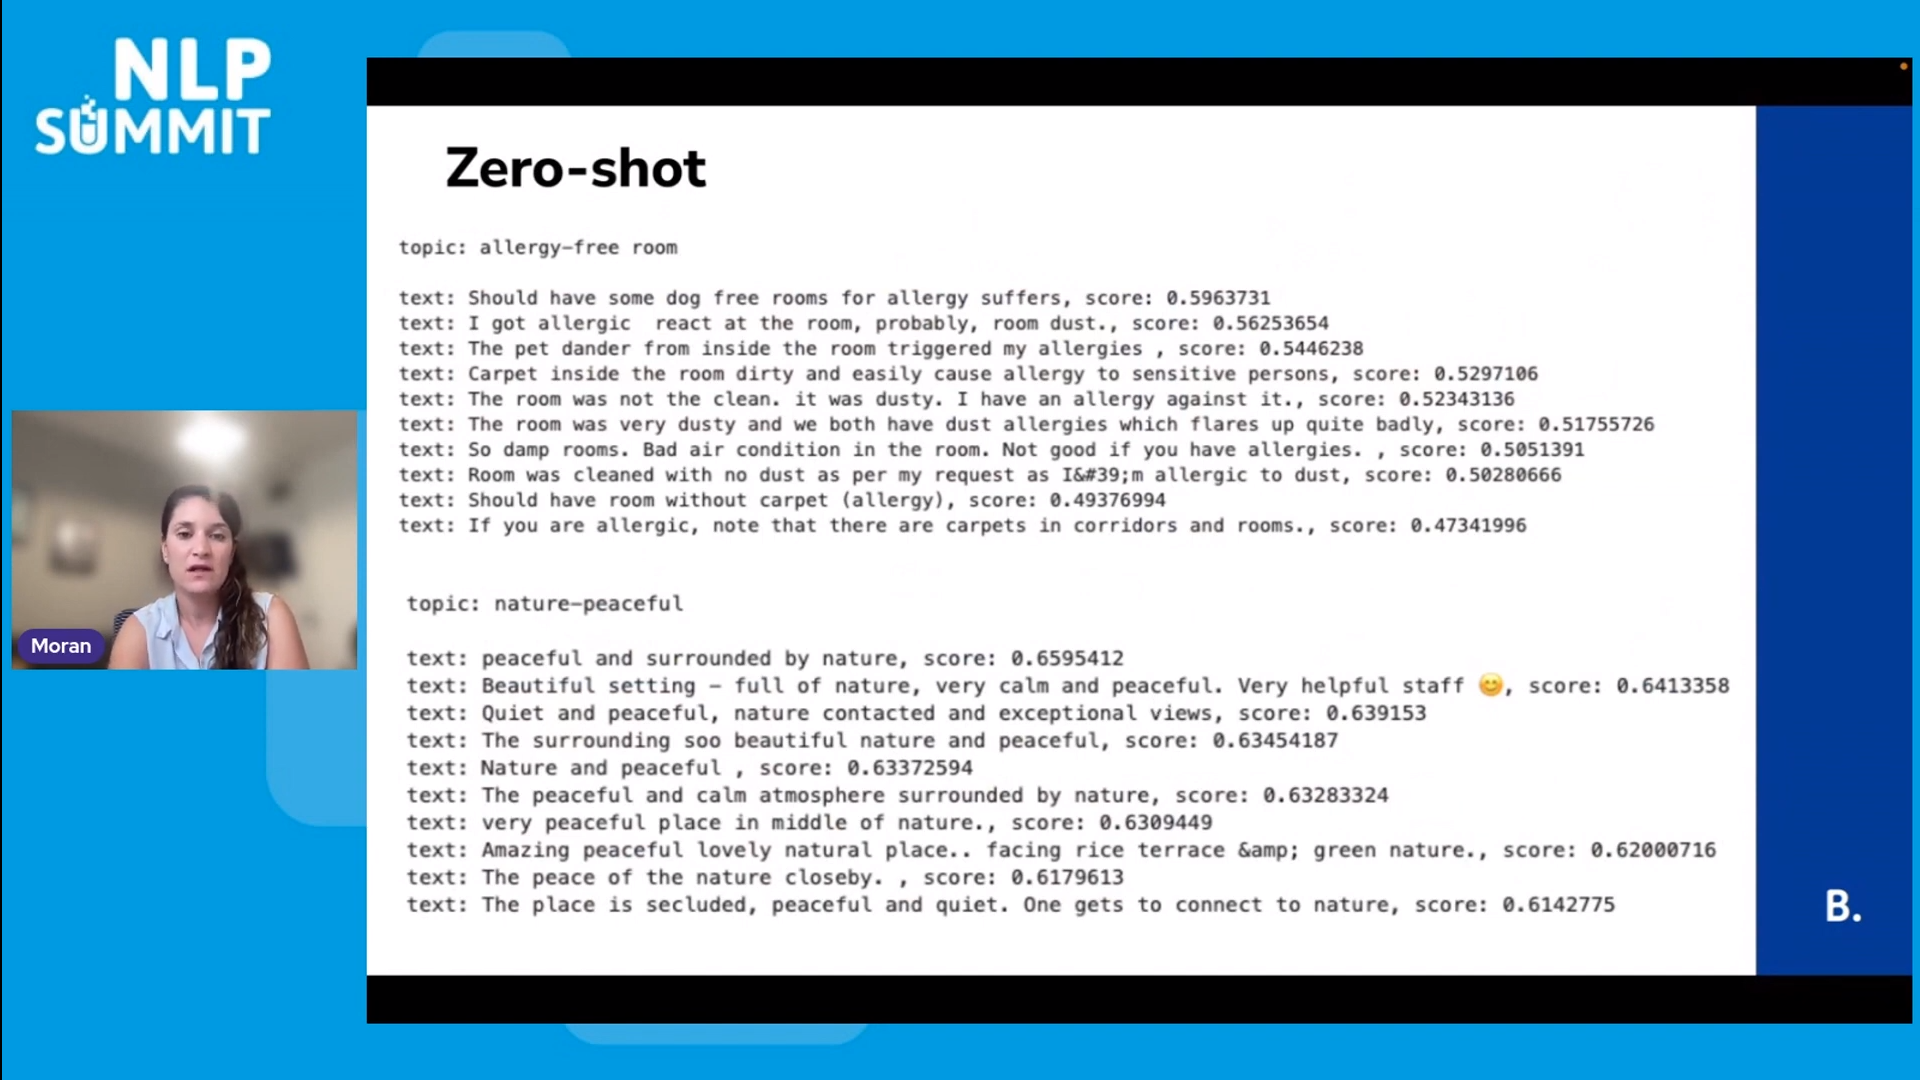 NLP
SUMMIT
Zero-shot
topic: allergy-free room
text: Should have some dog free rooms for allergy suffers, score: 0.5963731
text: I got allergic  react at the room, probably, room dust., score: 0.56253654
text: The pet dander from inside the room triggered my allergies , score: 0.5446238
text: Carpet inside the room dirty and easily cause allergy to sensitive persons, score: 0.5297106
text: The room was not the clean. it was dusty. I have an allergy against it., score: 0.52343136
text: The room was very dusty and we both have dust allergies which flares up quite badly, score: 0.51755726
text: So damp rooms. Bad air condition in the room. Not good if you have allergies. , score: 0.5051391
text: Room was cleaned with no dust as per my request as I&#39;m allergic to dust, score: 0.50280666
text: Should have room without carpet (allergy), score: 0.49376994
text: If you are allergic, note that there are carpets in corridors and rooms., score: 0.47341996
topic: nature-peaceful
text: peaceful and surrounded by nature, score: 0.6595412
text: Beautiful setting – full of nature, very calm and peaceful. Very helpful staff 😊, score: 0.6413358
text: Quiet and peaceful, nature contacted and exceptional views, score: 0.639153
text: The surrounding soo beautiful nature and peaceful, score: 0.63454187
text: Nature and peaceful , score: 0.63372594
text: The peaceful and calm atmosphere surrounded by nature, score: 0.63283324
text: very peaceful place in middle of nature., score: 0.6309449
text: Amazing peaceful lovely natural place.. facing rice terrace &amp; green nature., score: 0.62000716
text: The peace of the nature closeby. , score: 0.6179613
text: The place is secluded, peaceful and quiet. One gets to connect to nature, score: 0.6142775
Moran
B.